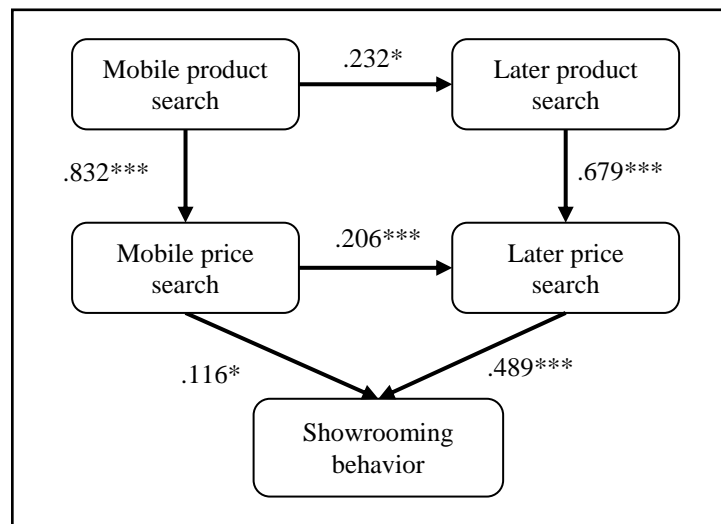 Mobile product
search
.232*
Later product
search
.832***
.679***
Mobile price
search
.206***
Later price
search
.116*
.489***
Showrooming
behavior